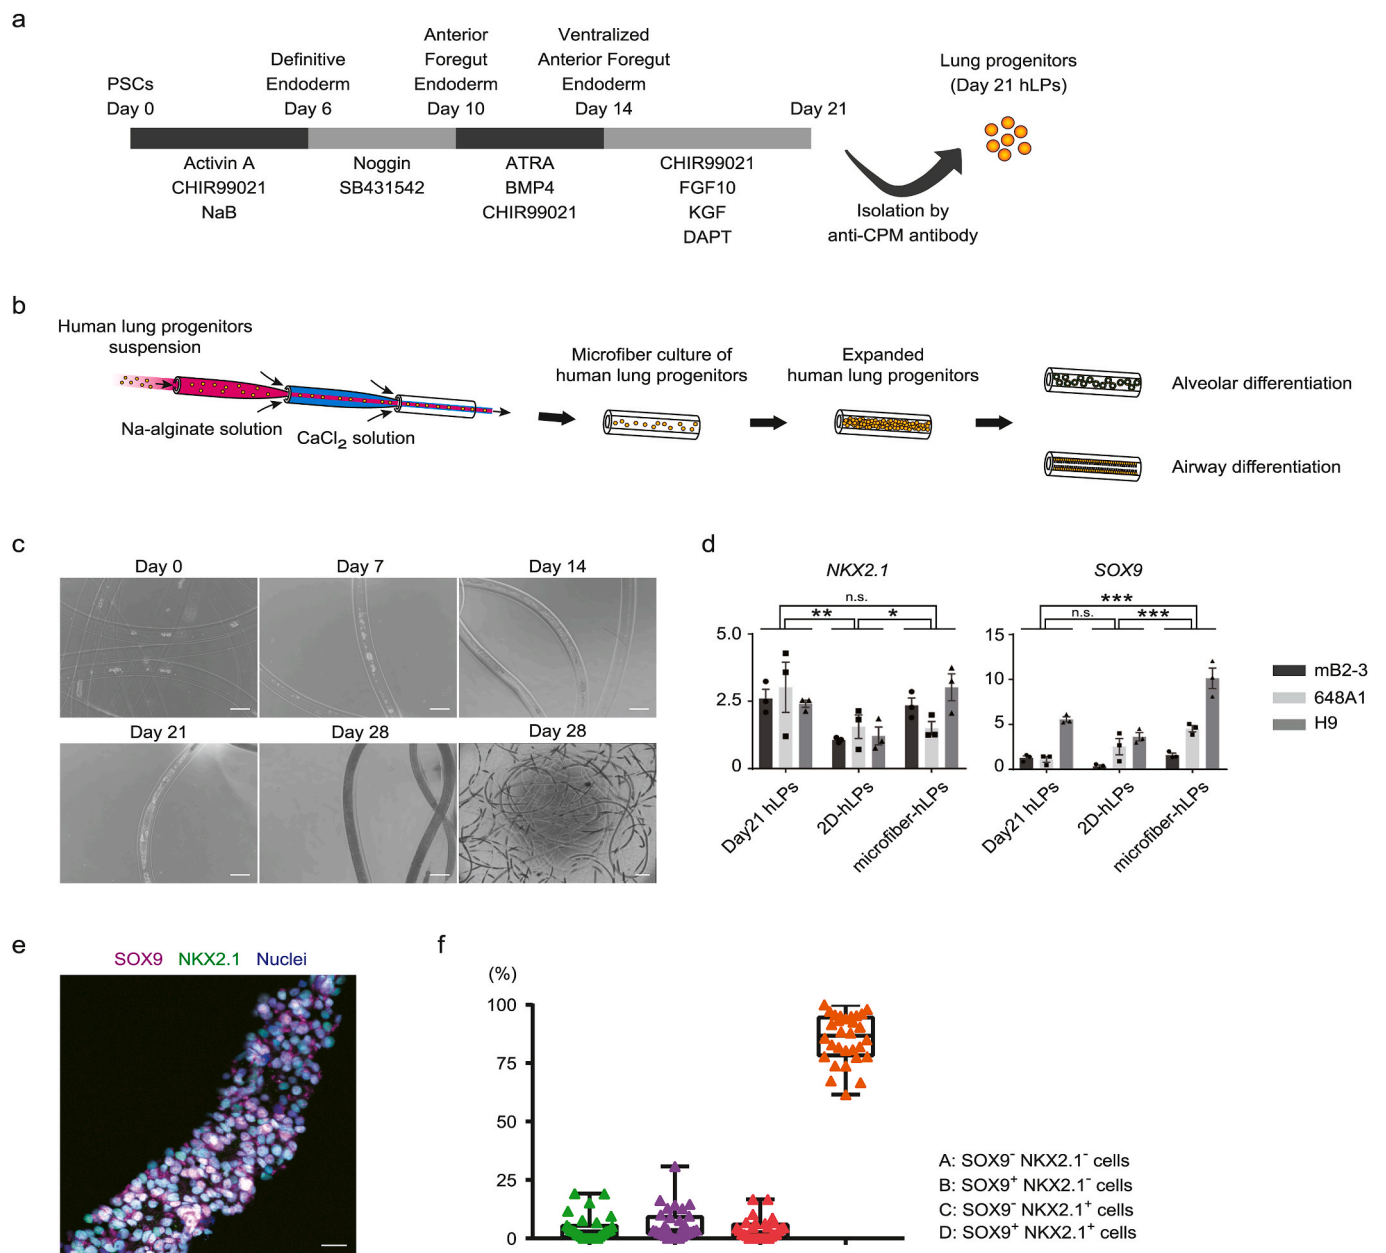 a
PSCs
Day 0
Definitive
Endoderm
Day 6
Anterior
Foregut
Endoderm
Day 10
Ventralized
Anterior Foregut
Endoderm
Day 14
Day 21
Lung progenitors
(Day 21 hLPs)
Activin A
CHIR99021
NaB
Noggin
SB431542
ATRA
BMP4
CHIR99021
CHIR99021
FGF10
KGF
DAPT
Isolation by
anti-CPM antibody
b
Human lung progenitors
suspension
Na-alginate solution
CaCl2 solution
Microfiber culture of
human lung progenitors
Expanded
human lung progenitors
Alveolar differentiation
Airway differentiation
c
Day 0
Day 7
Day 14
Day 21
Day 28
Day 28
d
NKX2.1
n.s.
**
*
5.0
2.5
0
Day21 hLPs
2D-hLPs
microfiber-hLPs
SOX9
***
n.s.
***
15
10
5
0
Day21 hLPs
2D-hLPs
microfiber-hLPs
mB2-3
648A1
H9
e
SOX9 NKX2.1 Nuclei
f
(%)
100
75
50
25
0
A: SOX9- NKX2.1- cells
B: SOX9+ NKX2.1- cells
C: SOX9- NKX2.1+ cells
D: SOX9+ NKX2.1+ cells